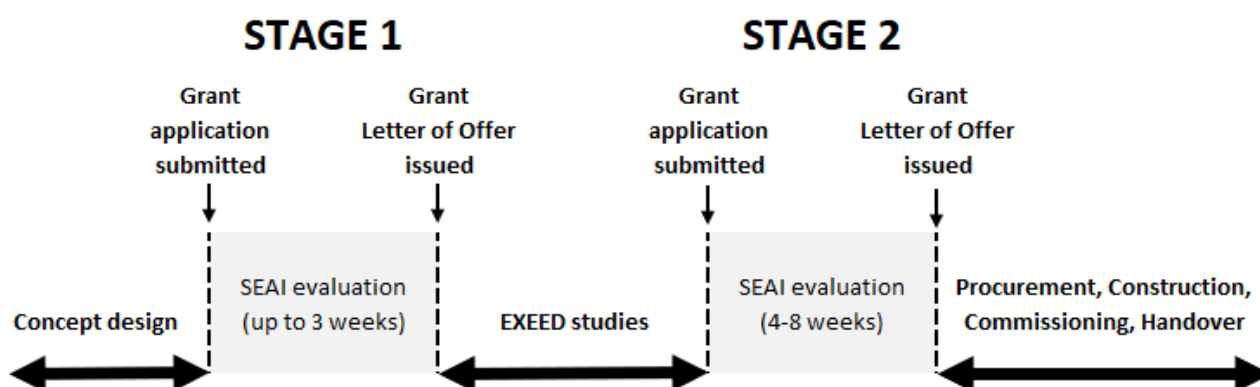 STAGE 1
STAGE 2
Grant
application
submitted
Grant
Letter of Offer
issued
Grant
application
submitted
Grant
Letter of Offer
issued
Concept design
SEAI evaluation
(up to 3 weeks)
EXEED studies
SEAI evaluation
(4-8 weeks)
Procurement, Construction,
Commissioning, Handover